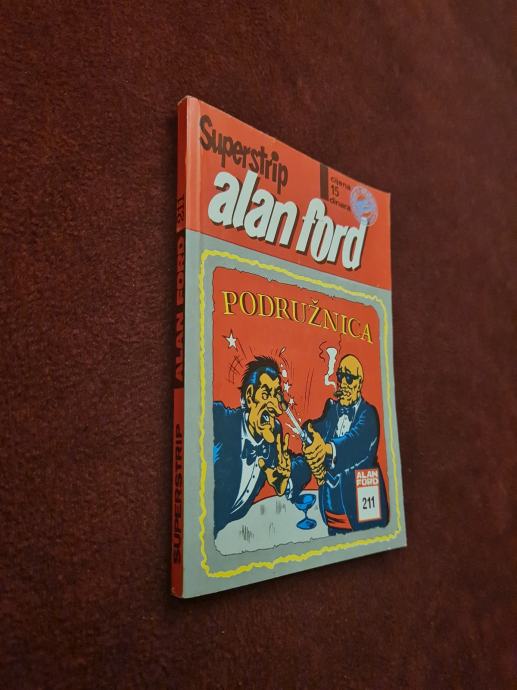 Superstrip
alan ford
cijena
15
dinara
PODRUŽNICA
ALAN
FORD
211
SUPERSTRIP ALAN FORD 211